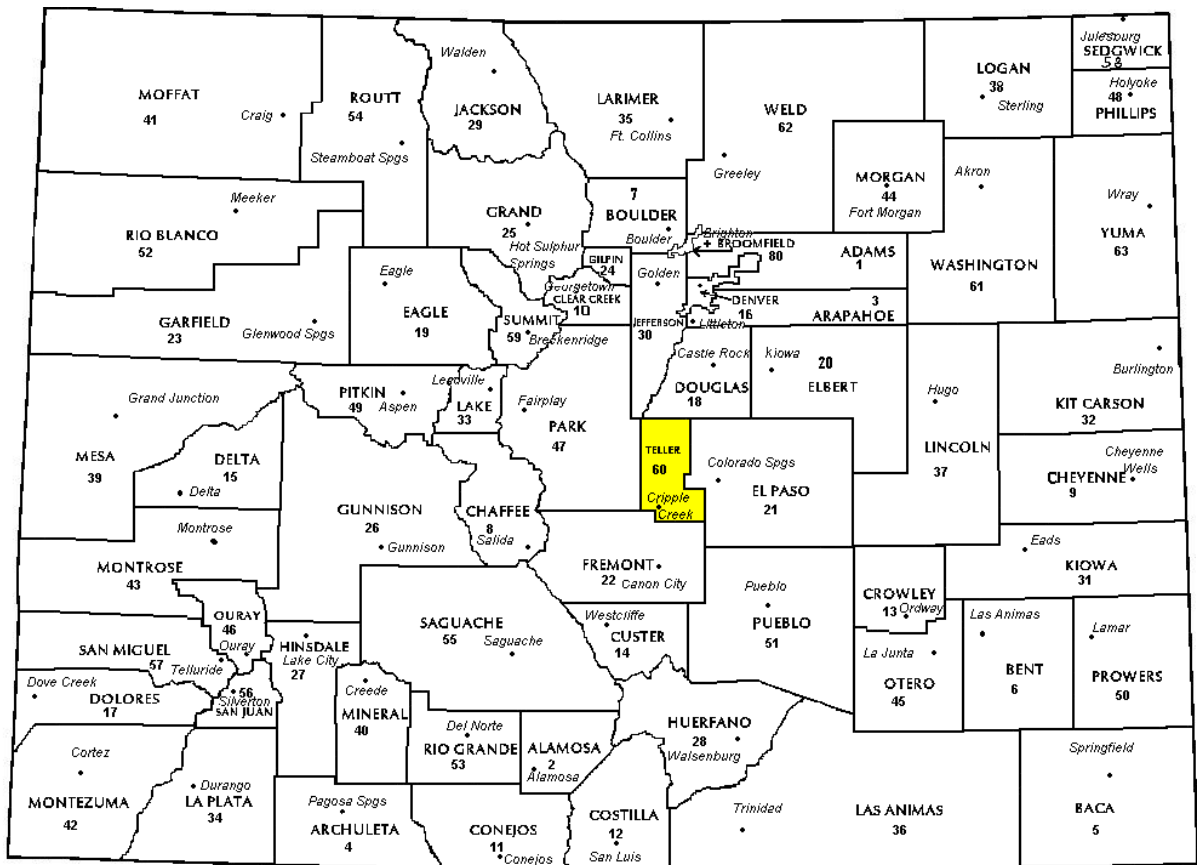 Walden
Julesburg
SEDGWICK
58
MOFFAT
41
Craig
ROUTT
54
Steamboat Spgs
JACKSON
29
LARIMER
35
Ft. Collins
WELD
62
Greeley
LOGAN
38
Sterling
Holyoke
48
PHILLIPS
MORGAN
44
Fort Morgan
Akron
WASHINGTON
61
Wray
YUMA
63
Meeker
RIO BLANCO
52
GRAND
25
Hot Sulphur
Springs
7
BOULDER
Boulder
Brighton
+ BROOMFIELD
80
ADAMS
1
GILPIN
24
Golden
Georgetown
CLEAR CREEK
10
DENVER
16
3
ARAPAHOE
Littleton
JEFFERSON
30
Eagle
EAGLE
19
SUMMIT
59
Breckenridge
GARFIELD
23
Glenwood Spgs
Castle Rock
DOUGLAS
18
Kiowa
20
ELBERT
Hugo
LINCOLN
37
Burlington
KIT CARSON
32
Grand Junction
MESA
39
PITKIN
49
Aspen
Leadville
LAKE
33
Fairplay
PARK
47
TELLER
60
Cripple
Creek
Colorado Spgs
EL PASO
21
Cheyenne
Wells
CHEYENNE
9
DELTA
15
Delta
GUNNISON
26
Gunnison
CHAFFEE
8
Salida
Montrose
MONTROSE
43
FREMONT
22
Canon City
Eads
KIOWA
31
Pueblo
PUEBLO
51
CROWLEY
13
Ordway
OURAY
46
Ouray
HINSDALE
Lake City
27
SAGUACHE
55
Saguache
Westcliffe
CUSTER
14
La Junta
OTERO
45
Las Animas
BENT
6
Lamar
PROWERS
50
SAN MIGUEL
57
Telluride
Dove Creek
DOLORES
17
56
Silverton
SAN JUAN
Creede
MINERAL
40
Del Norte
RIO GRANDE
53
ALAMOSA
2
Alamosa
HUERFANO
28
Walsenburg
Cortez
MONTEZUMA
42
Durango
LA PLATA
34
Pagosa Spgs
ARCHULETA
4
CONEJOS
11
Conejos
COSTILLA
12
San Luis
Trinidad
LAS ANIMAS
36
Springfield
BACA
5